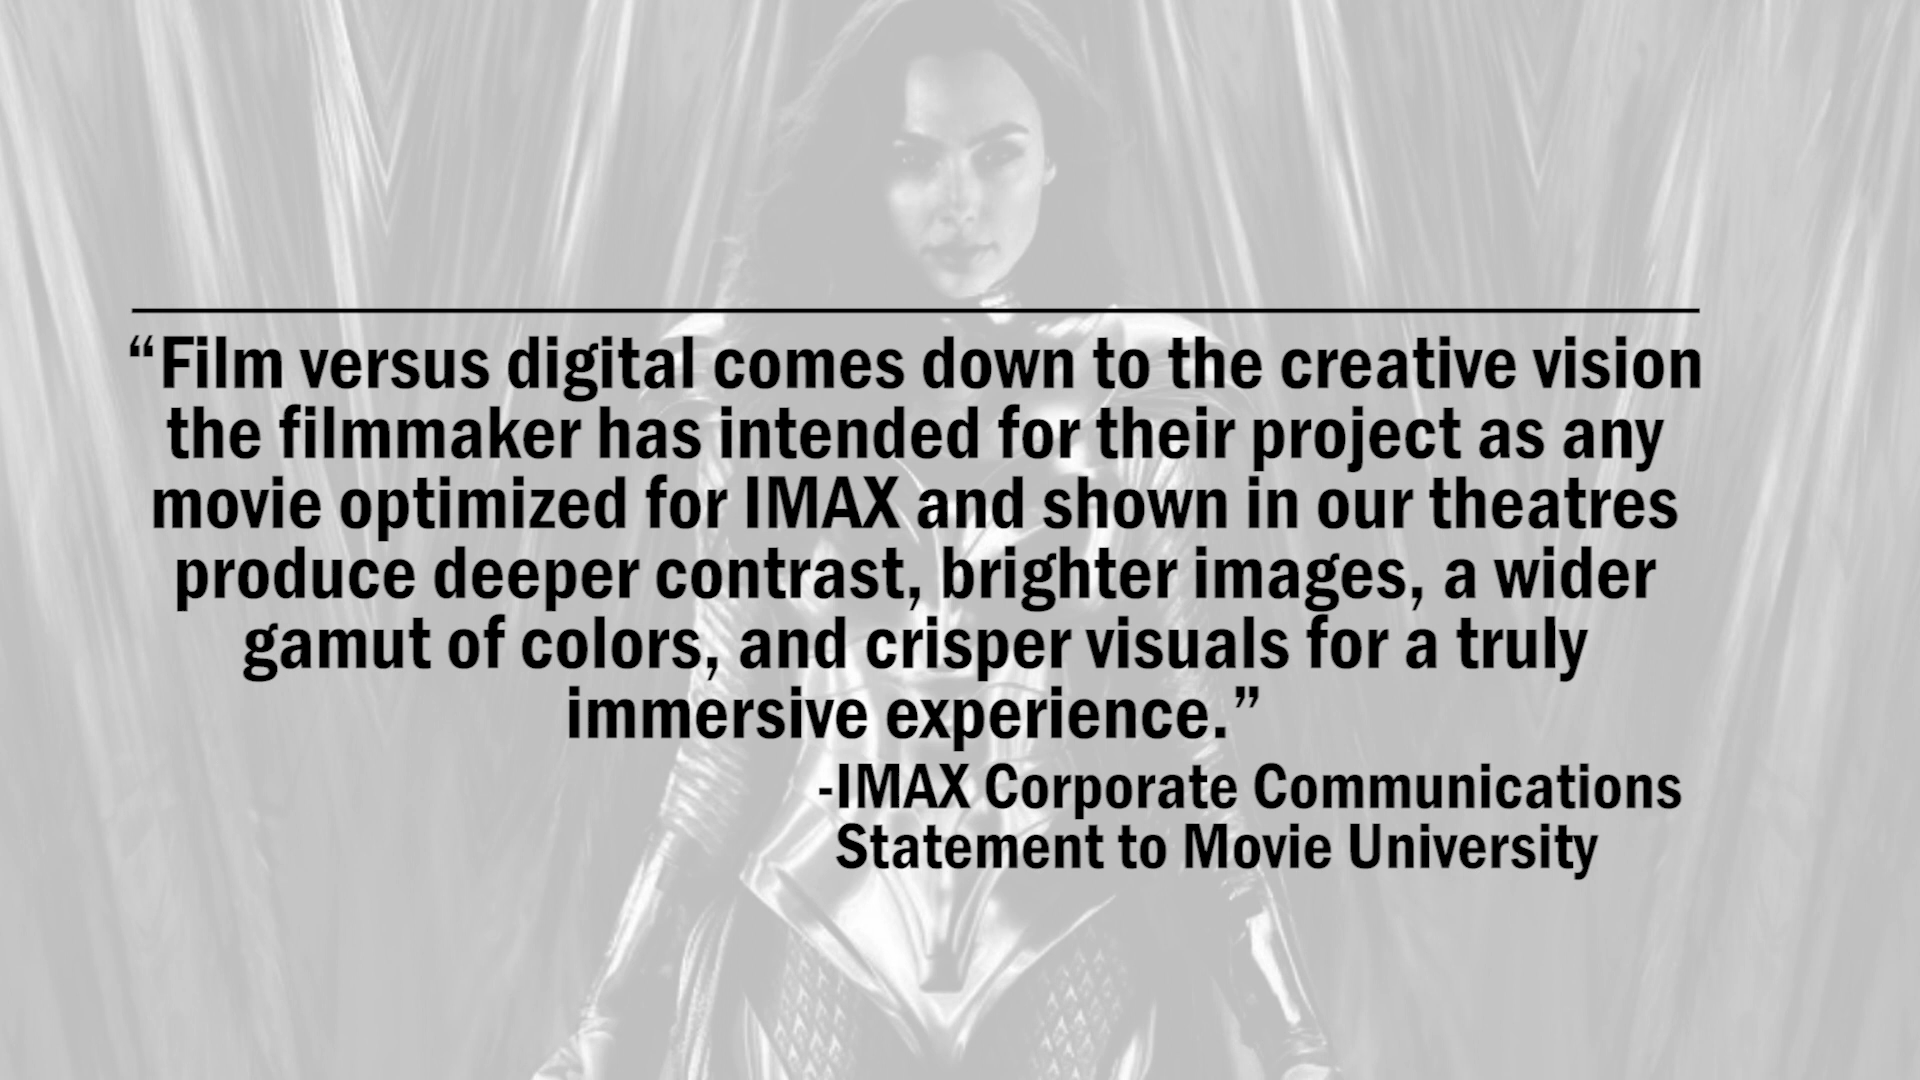 “Film versus digital comes down to the creative vision
the filmmaker has intended for their project as any
movie optimized for IMAX and shown in our theatres
produce deeper contrast, brighter images, a wider
gamut of colors, and crisper visuals for a truly
immersive experience.”
-IMAX Corporate Communications
Statement to Movie University